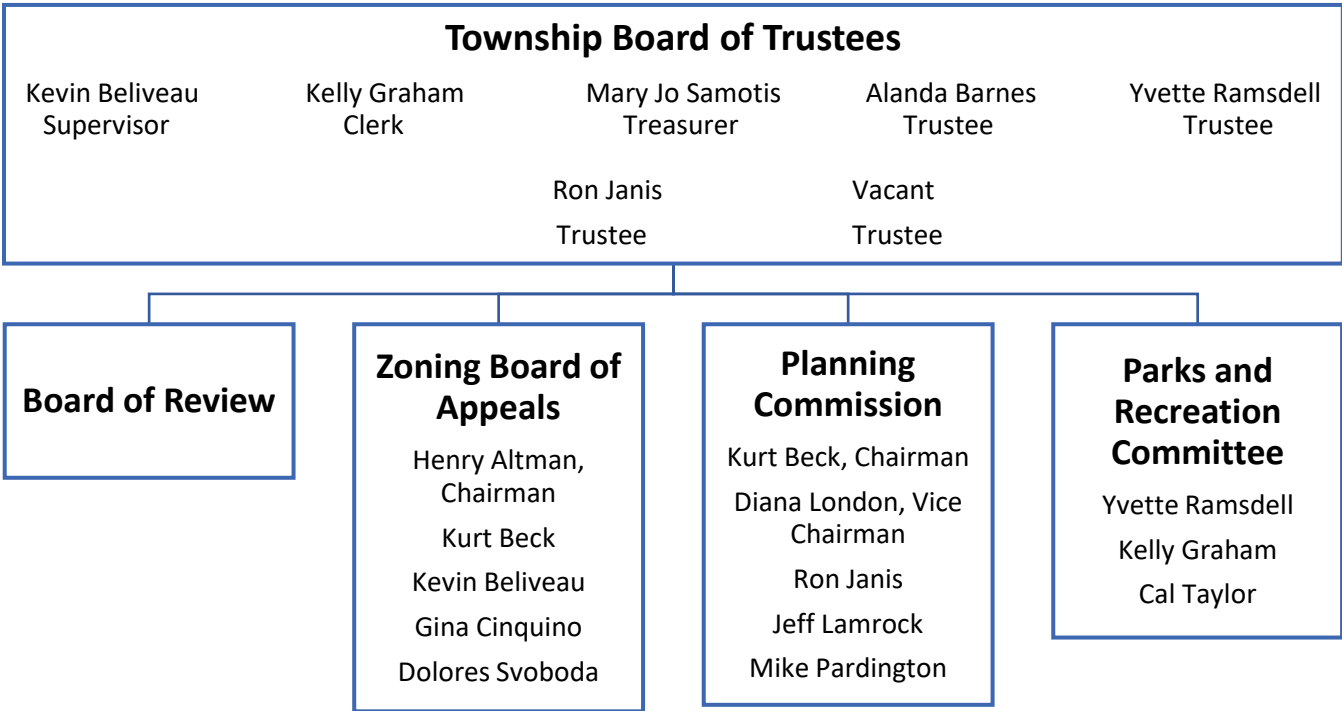 Township Board of Trustees
Kevin Beliveau Kelly Graham Mary Jo Samotis Alanda Barnes Yvette Ramsdell
Supervisor Clerk Treasurer Trustee Trustee
Ron Janis Vacant
Trustee Trustee
Board of Review
Zoning Board of
Appeals
Henry Altman,
Chairman
Kurt Beck
Kevin Beliveau
Gina Cinquino
Dolores Svoboda
Planning
Commission
Kurt Beck, Chairman
Diana London, Vice
Chairman
Ron Janis
Jeff Lamrock
Mike Pardington
Parks and
Recreation
Committee
Yvette Ramsdell
Kelly Graham
Cal Taylor